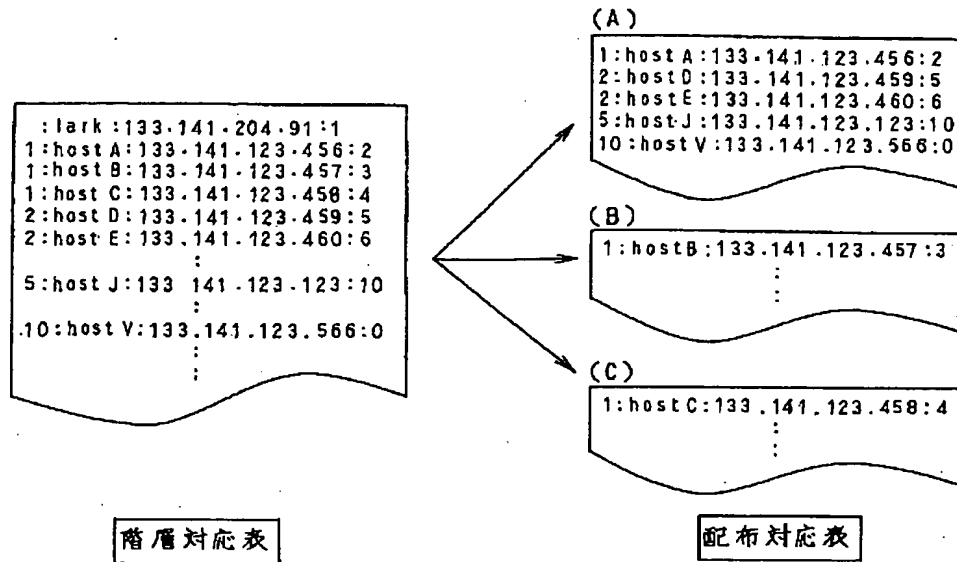 :lark:133.141.204.91:1
1:host A:133.141.123.456:2
1:host B:133.141.123.457:3
1:host C:133.141.123.458:4
2:host D:133.141.123.459:5
2:host E:133.141.123.460:6
:
5:host J:133 141.123.123:10
:
10:host V:133.141.123.566:0
:
:
階層対応表
(A)
1:host A:133.141.123.456:2
2:host D:133.141.123.459:5
2:host E:133.141.123.460:6
5:host J:133.141.123.123:10
10:host V:133.141.123.566:0
(B)
1:host B:133.141.123.457:3
:
:
(C)
1:host C:133.141.123.458:4
:
:
配布対応表